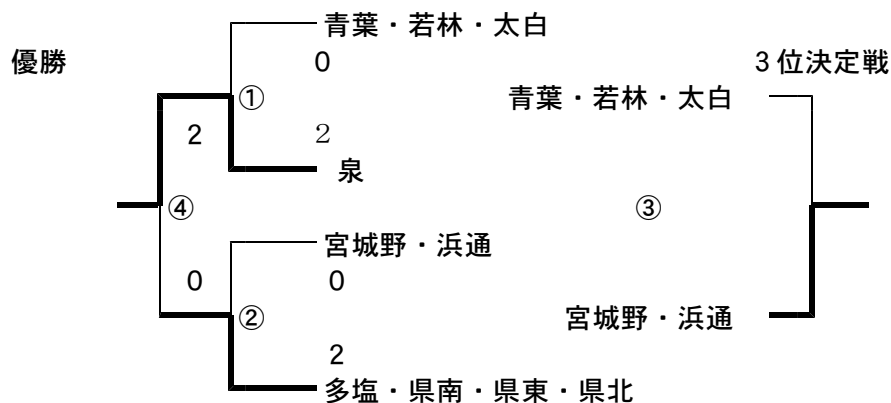 青葉・若林・太白
優勝
0
3位決定戦
①
青葉・若林・太白
2
２
泉
④
③
宮城野・浜通
0
0
②
宮城野・浜通
2
多塩・県南・県東・県北